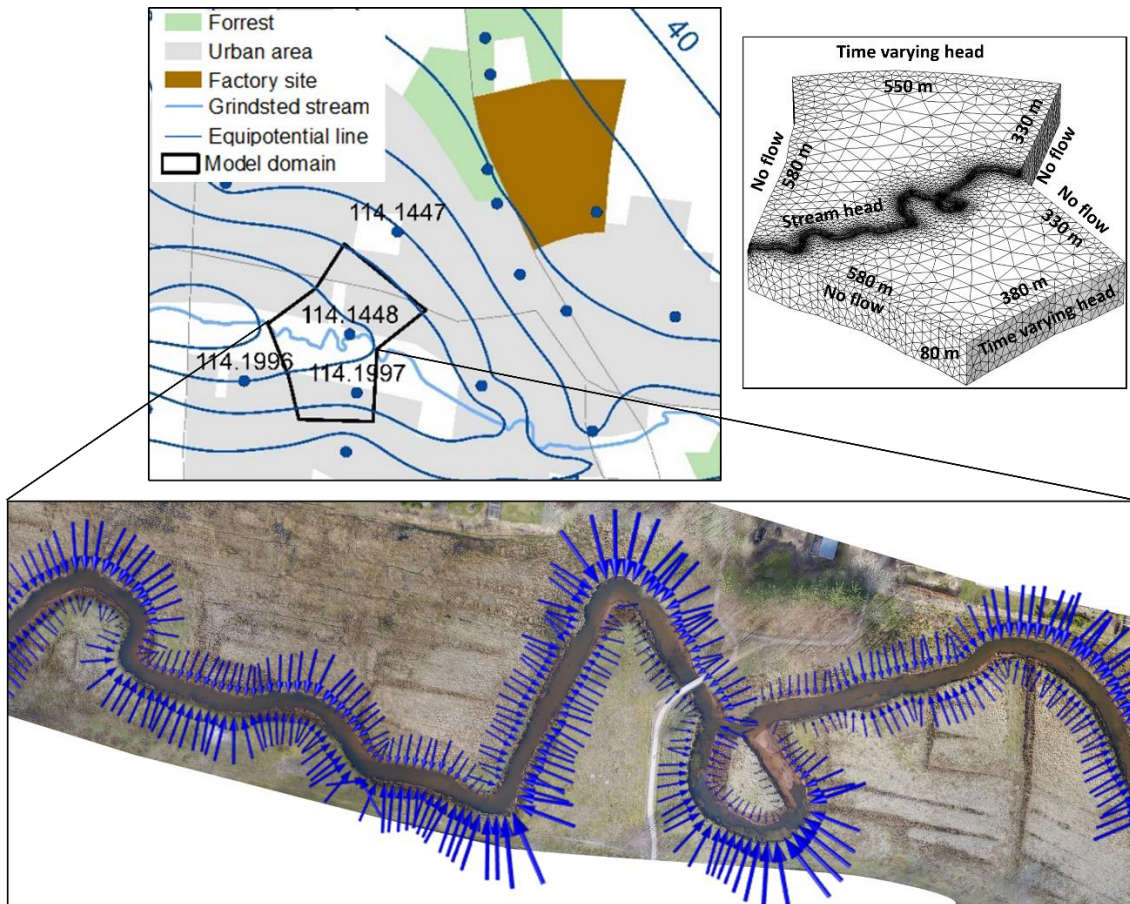 Forrest
Urban area
Factory site
Grindsted stream
Equipotential line
Model domain
40
114.1447
114.1448
114.1996
114.1997
Time varying head
550 m
330 m
No flow
No flow
580 m
Stream head
No flow
330 m
580 m
No flow
380 m
80 m
Time varying head